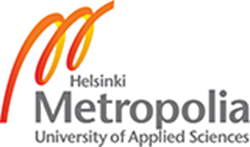 Helsinki
Metropolia
University of Applied Sciences